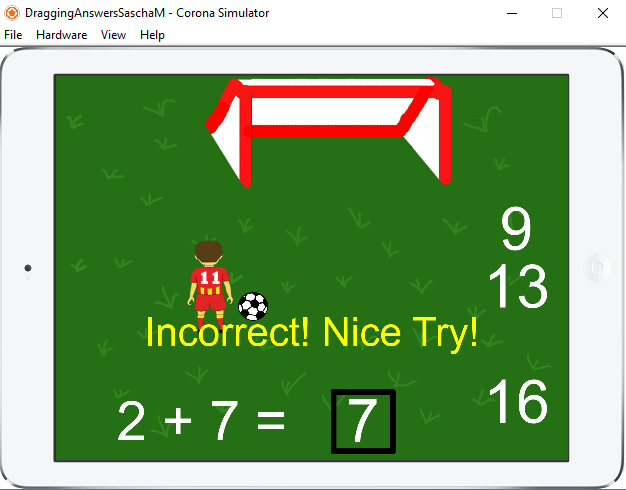 DraggingAnswersSaschaM - Corona Simulator
File Hardware View Help
11
9
13
Incorrect! Nice Try!
16
2 + 7 = 7